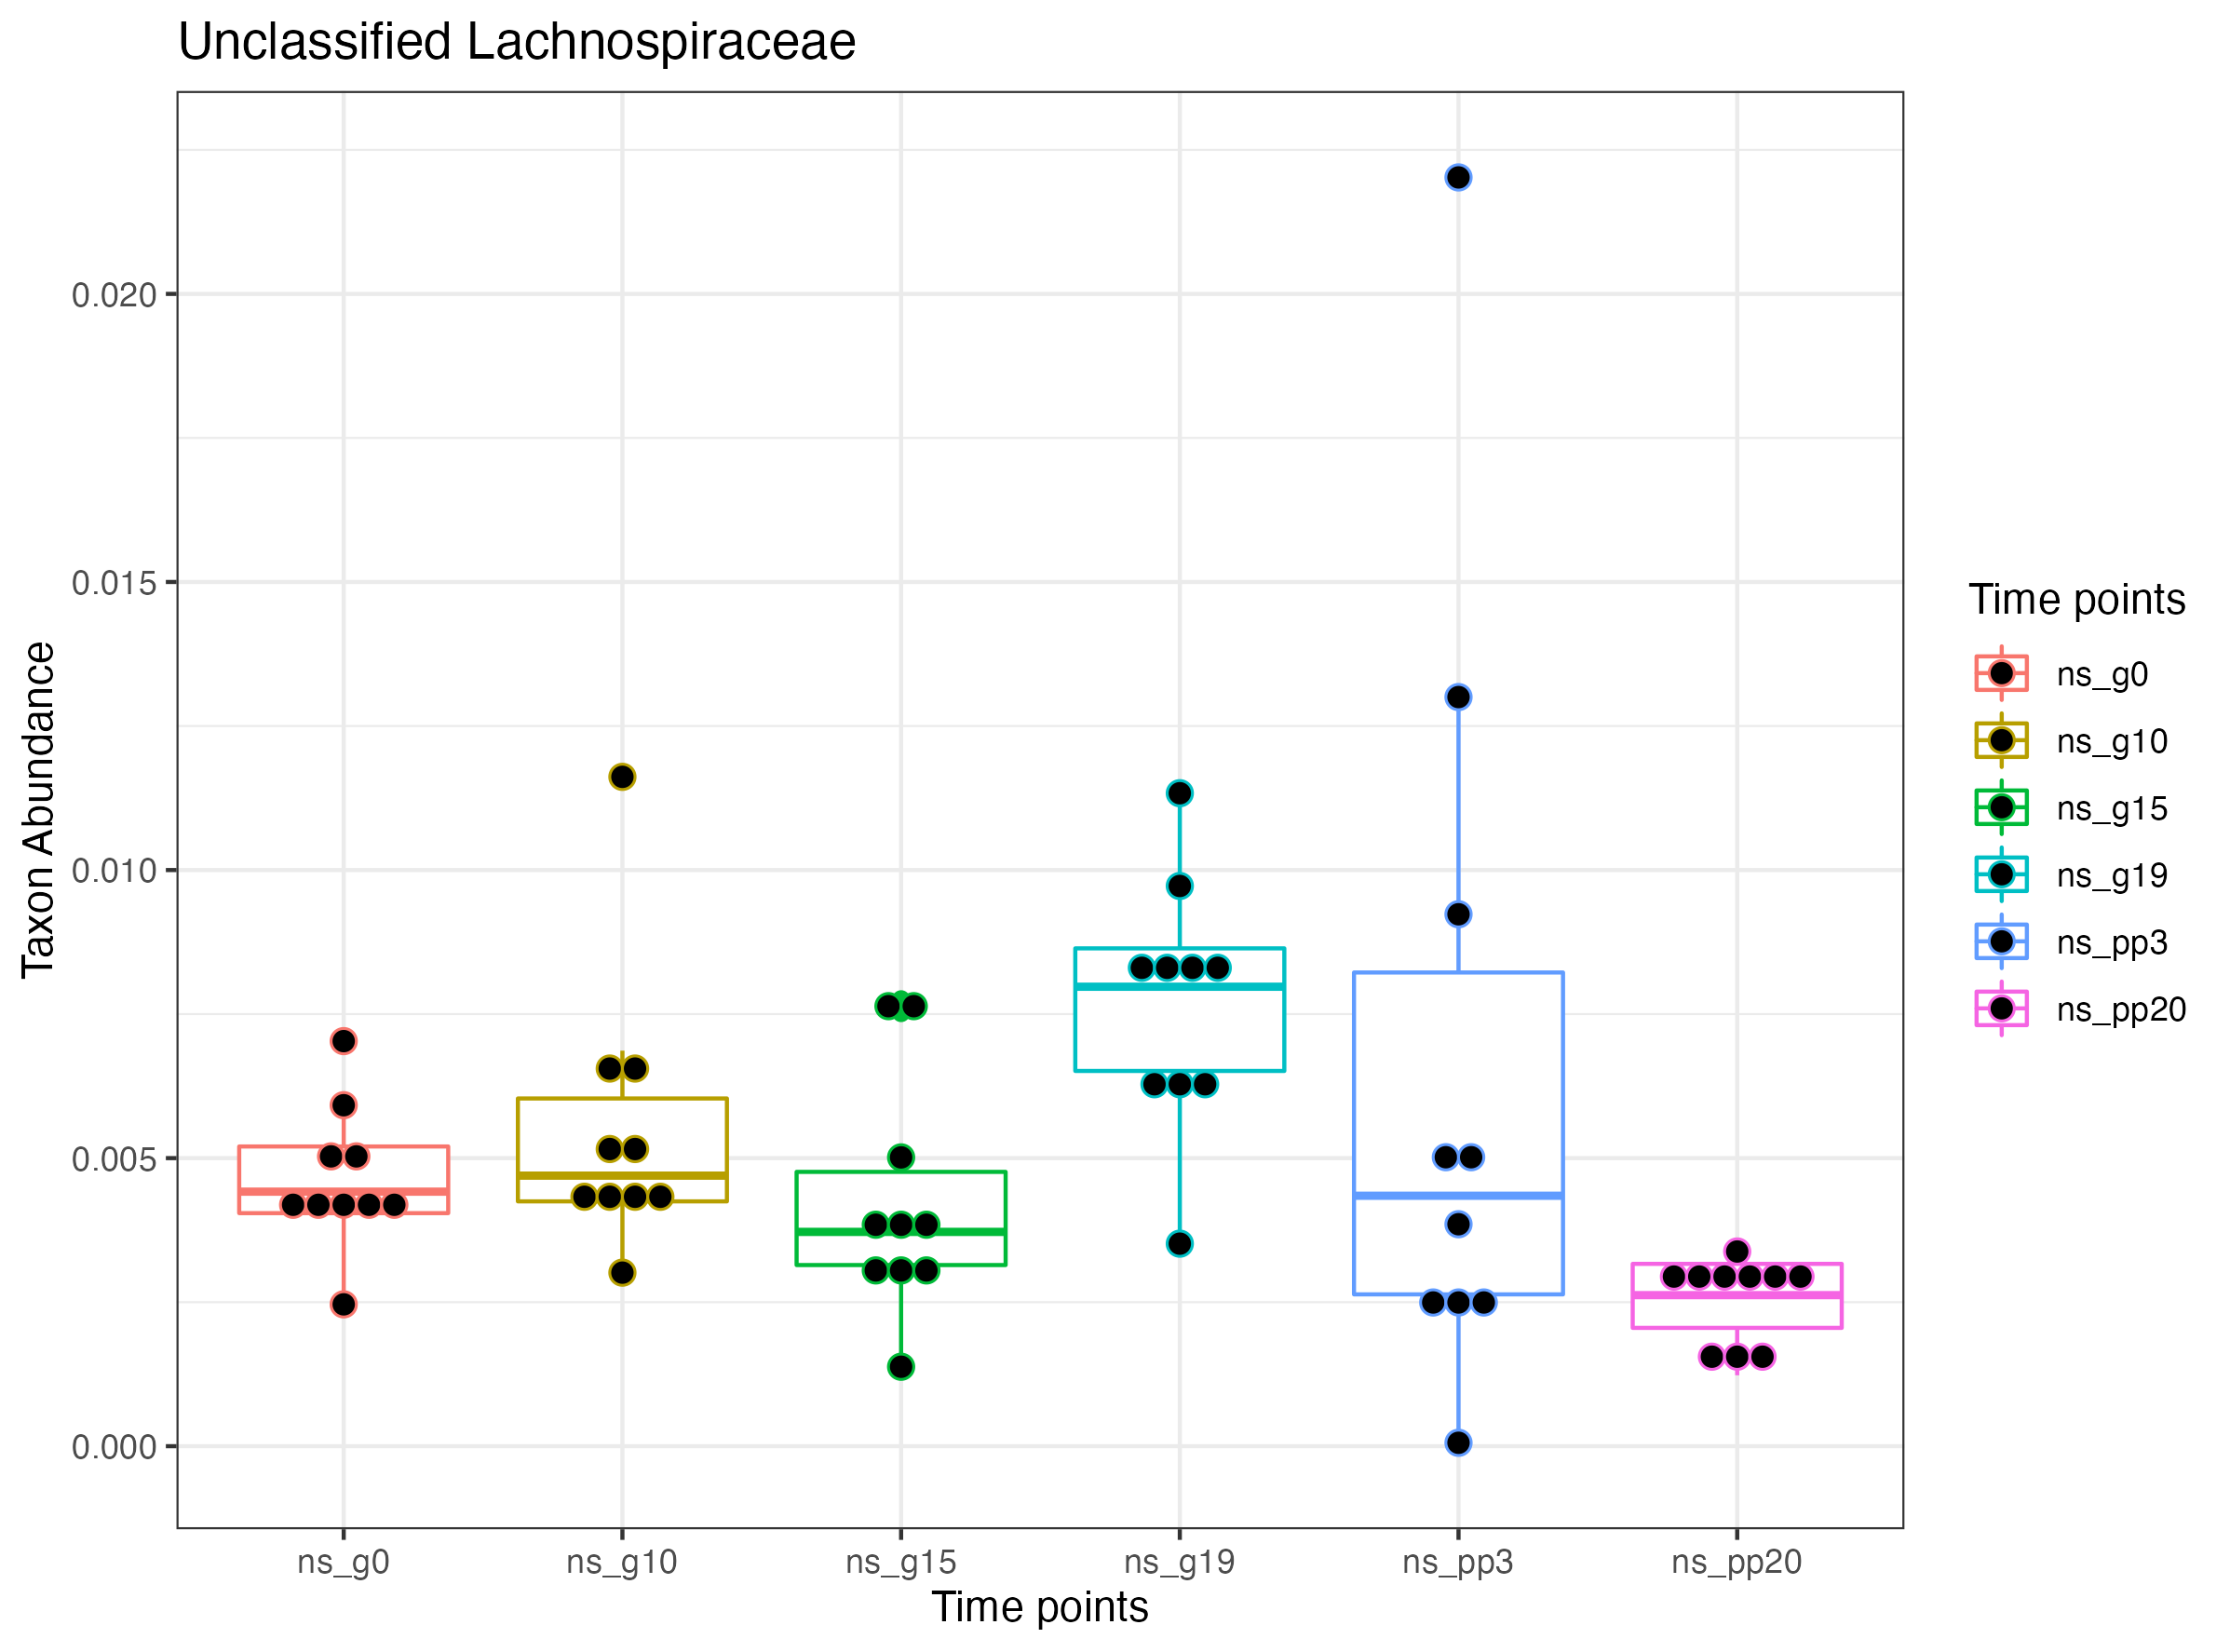 Unclassified Lachnospiraceae
Taxon Abundance
0.020
0.015
0.010
0.005
0.000
ns_g0
ns_g10
ns_g15
ns_g19
ns_pp3
ns_pp20
Time points
Time points
ns_g0
ns_g10
ns_g15
ns_g19
ns_pp3
ns_pp20